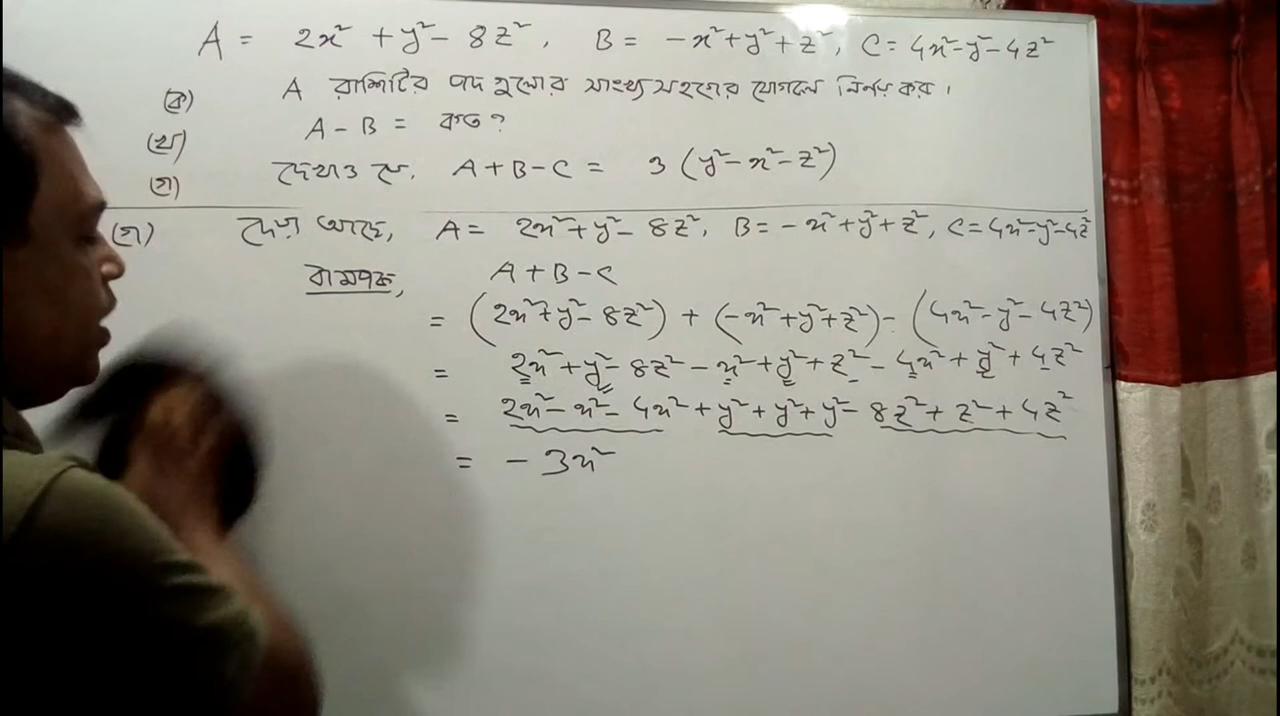 A = 2x² + y² - 8z², B = -x² + y² + z², C = 4x² - y² - 4z²
(ক) A রাশিটির পদ গুলোর সাংখ্য সহগের যোগফল নির্ণয় কর।
(খ) A - B = কত?
(গ) দেখাও যে, A + B - C = 3 (y² - x² - z²)
(গ) দেয়া আছে, A = 2x² + y² - 8z², B = -x² + y² + z², C = 4x² - y² - 4z²
বামপক্ষ, A + B - C
= (2x² + y² - 8z²) + (-x² + y² + z²) - (4x² - y² - 4z²)
= 2x² + y² - 8z² - x² + y² + z² - 4x² + y² + 4z²
= 2x² - x² - 4x² + y² + y² + y² - 8z² + z² + 4z²
= - 3x²